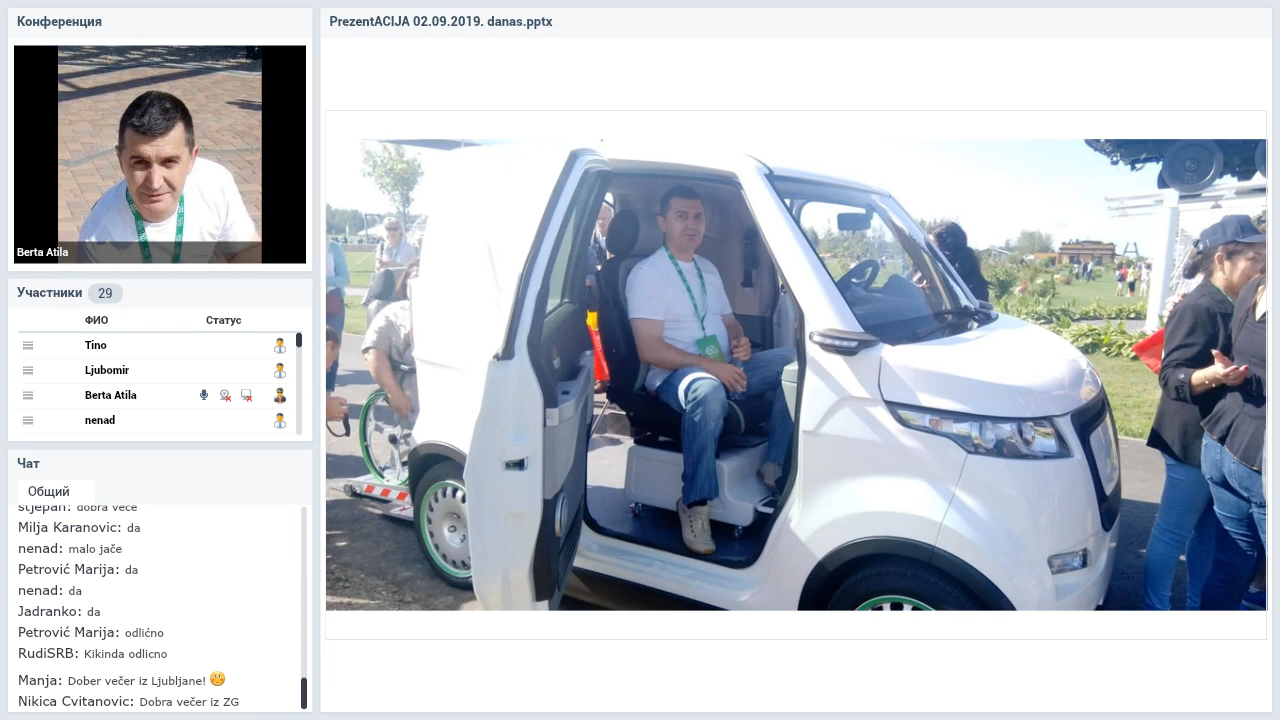 Конференция
Berta Atila
Участники 29
ФИО Статус
Tino
Ljubomir
Berta Atila
nenad
Чат
Общий
stjepan: dobra veče
Milja Karanovic: da
nenad: malo jače
Petrović Marija: da
nenad: da
Jadranko: da
Petrović Marija: odlićno
RudiSRB: Kikinda odlicno
Manja: Dober večer iz Ljubljane!
Nikica Cvitanovic: Dobra večer iz ZG
PrezentACIJA 02.09.2019. danas.pptx